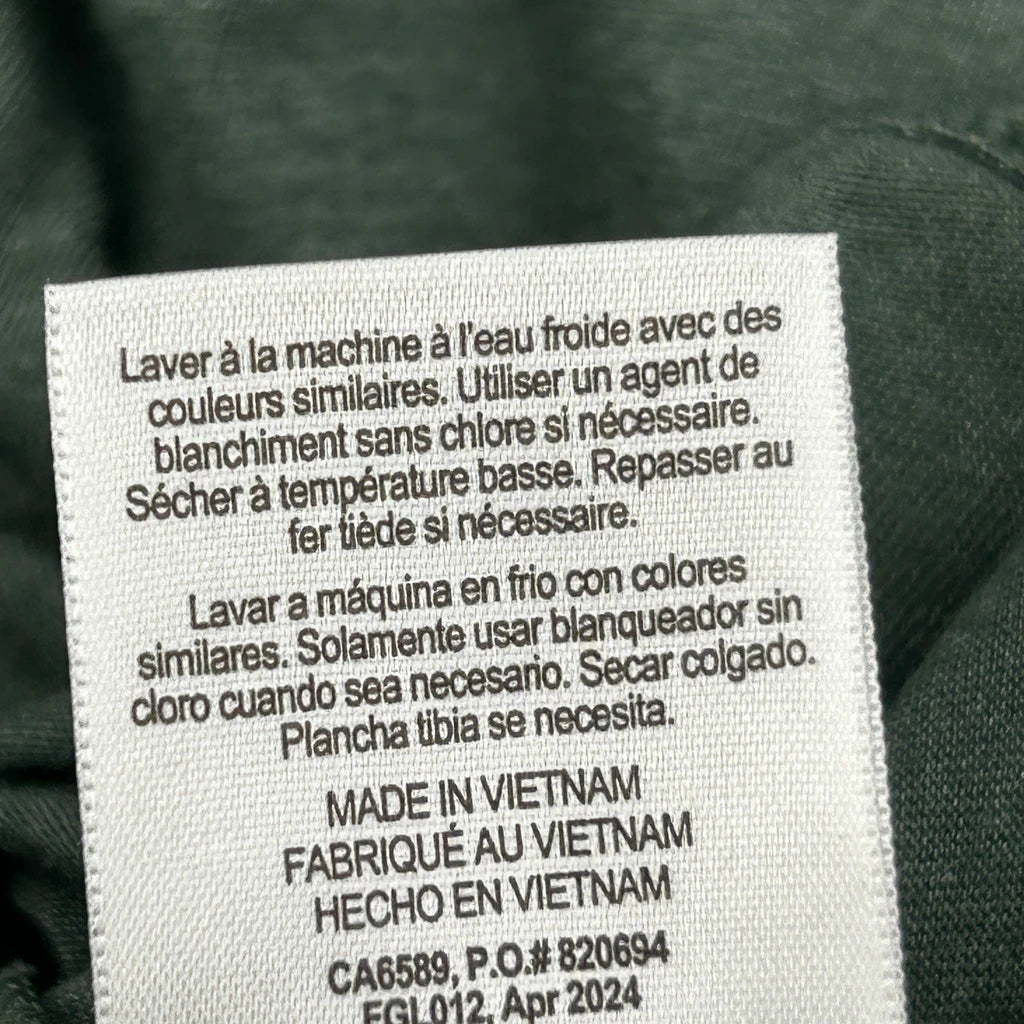 Laver à la machine à l'eau froide avec des
couleurs similaires. Utiliser un agent de
blanchiment sans chlore si nécessaire.
Sécher à température basse. Repasser au
fer tiède si nécessaire.
Lavar a máquina en frio con colores
similares. Solamente usar blanqueador sin
cloro cuando sea necesario. Secar colgado.
Plancha tibia se necesita.
MADE IN VIETNAM
FABRIQUÉ AU VIETNAM
HECHO EN VIETNAM
CA6589, P.O.# 820694
FGL012, Apr 2024